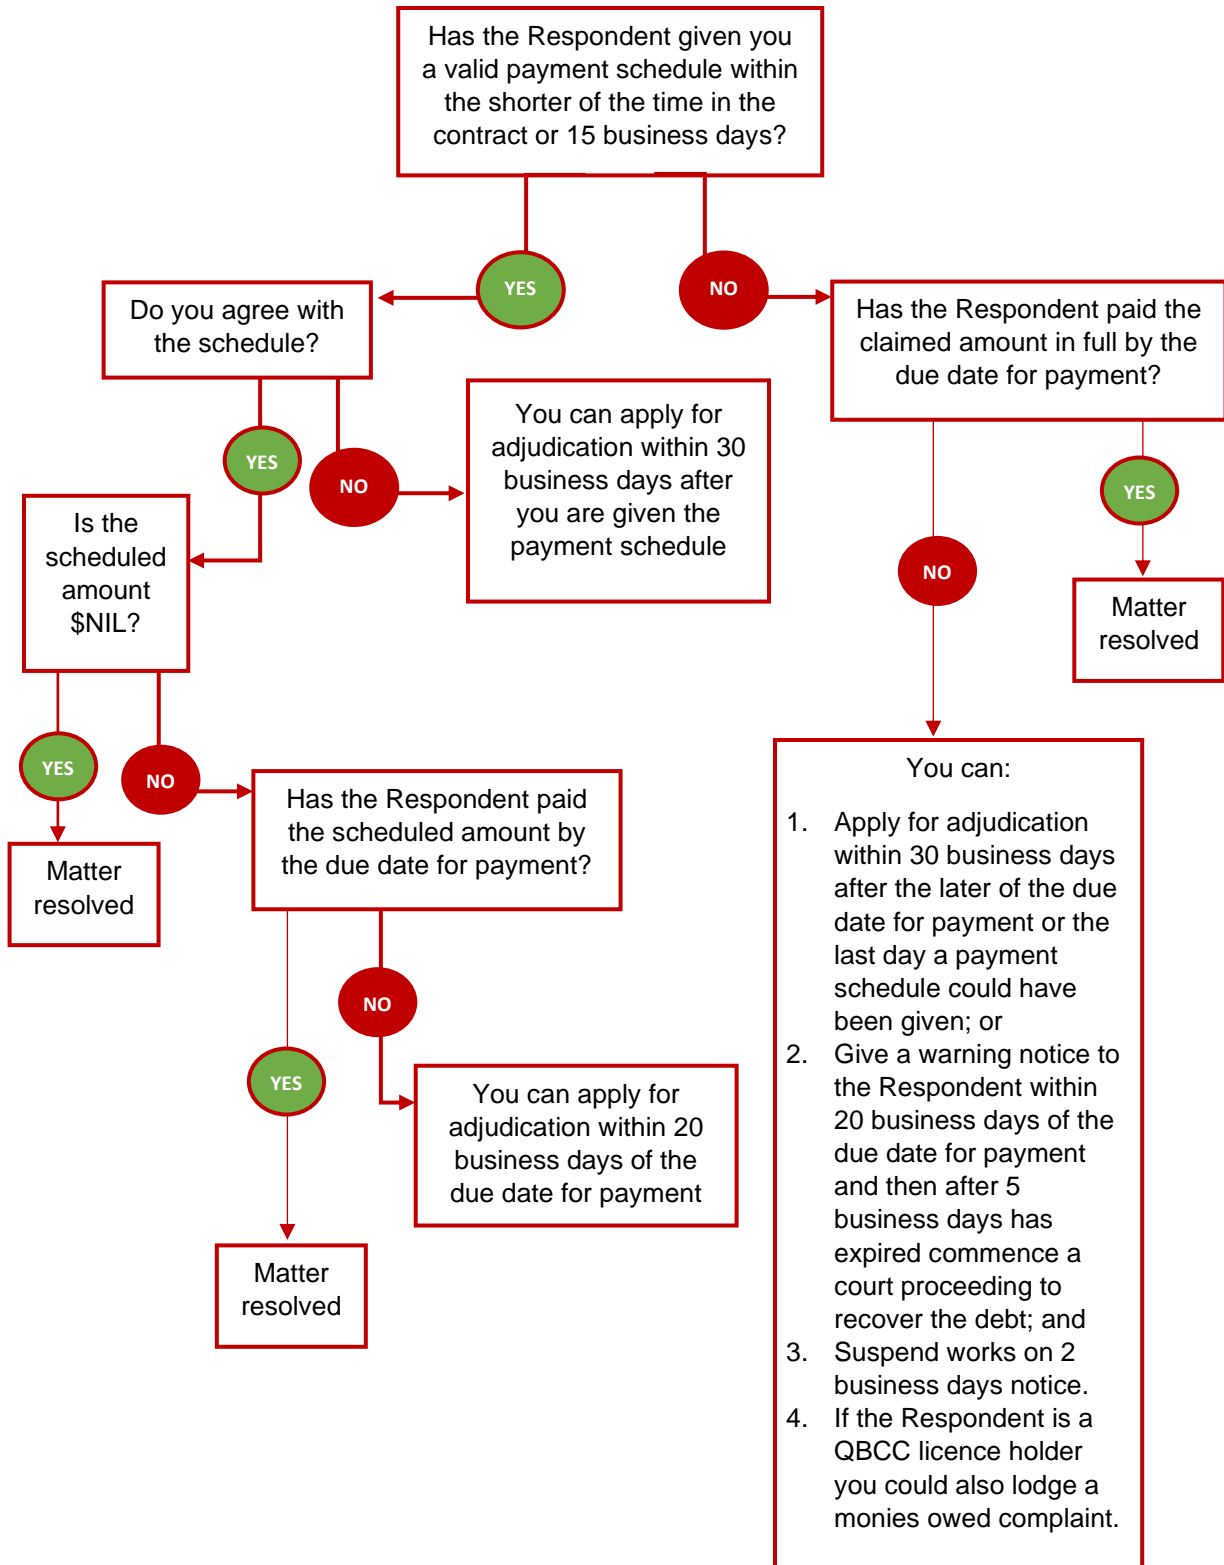 Has the Respondent given you
a valid payment schedule within
the shorter of the time in the
contract or 15 business days?
YES
NO
Do you agree with
the schedule?
Has the Respondent paid the
claimed amount in full by the
due date for payment?
YES
NO
You can apply for
adjudication within 30
business days after
you are given the
payment schedule
NO
YES
Is the
scheduled
amount
$NIL?
Matter
resolved
YES
NO
Matter
resolved
Has the Respondent paid
the scheduled amount by
the due date for payment?
YES
NO
You can apply for
adjudication within 20
business days of the
due date for payment
Matter
resolved
You can:
1. Apply for adjudication
within 30 business days
after the later of the due
date for payment or the
last day a payment
schedule could have
been given; or
2. Give a warning notice to
the Respondent within
20 business days of the
due date for payment
and then after 5
business days has
expired commence a
court proceeding to
recover the debt; and
3. Suspend works on 2
business days notice.
4. If the Respondent is a
QBCC licence holder
you could also lodge a
monies owed complaint.